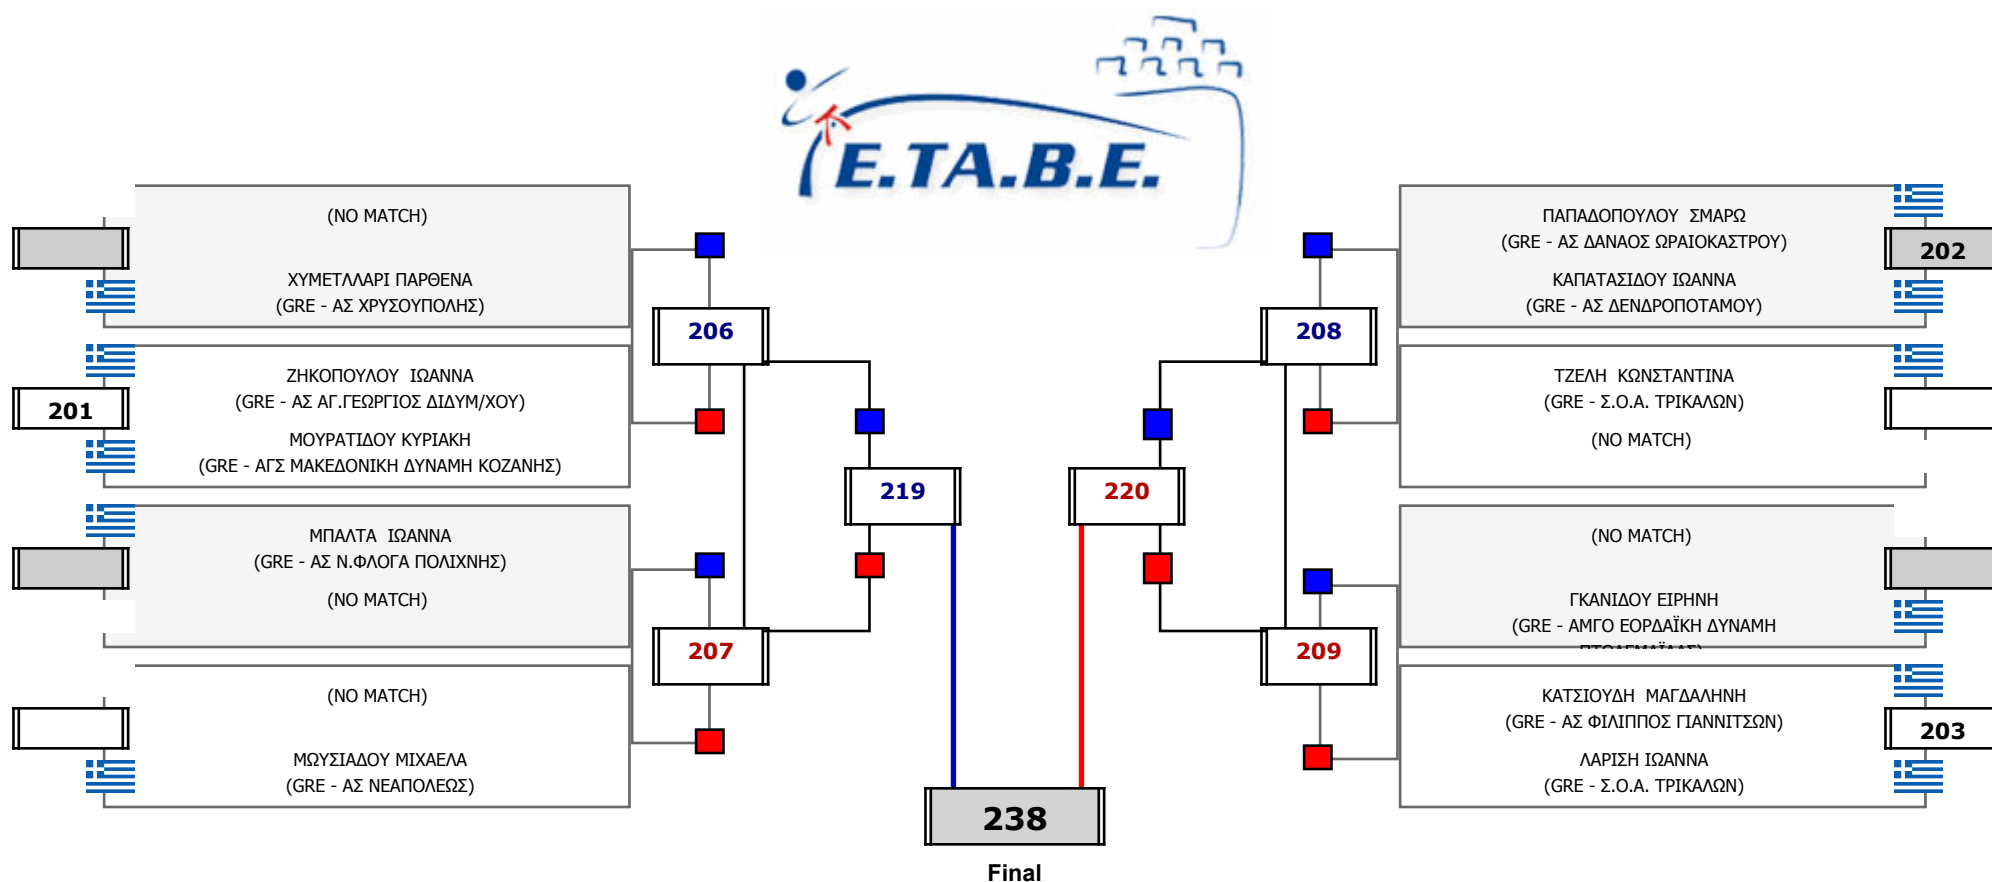 E.TA.B.E.
(NO MATCH)
ΧΥΜΕΤΛΛΑΡΙ ΠΑΡΘΕΝΑ
(GRE - ΑΣ ΧΡΥΣΟΥΠΟΛΗΣ)
201
ΖΗΚΟΠΟΥΛΟΥ ΙΩΑΝΝΑ
(GRE - ΑΣ ΑΓ.ΓΕΩΡΓΙΟΣ ΔΙΔΥΜ/ΧΟΥ)
ΜΟΥΡΑΤΙΔΟΥ ΚΥΡΙΑΚΗ
(GRE - ΑΓΣ ΜΑΚΕΔΟΝΙΚΗ ΔΥΝΑΜΗ ΚΟΖΑΝΗΣ)
ΜΠΑΛΤΑ ΙΩΑΝΝΑ
(GRE - ΑΣ Ν.ΦΛΟΓΑ ΠΟΛΙΧΝΗΣ)
(NO MATCH)
(NO MATCH)
ΜΩΥΣΙΑΔΟΥ ΜΙΧΑΕΛΑ
(GRE - ΑΣ ΝΕΑΠΟΛΕΩΣ)
206
207
219
220
208
209
238
Final
ΠΑΠΑΔΟΠΟΥΛΟΥ ΣΜΑΡΩ
(GRE - ΑΣ ΔΑΝΑΟΣ ΩΡΑΙΟΚΑΣΤΡΟΥ)
202
ΚΑΠΑΤΑΣΙΔΟΥ ΙΩΑΝΝΑ
(GRE - ΑΣ ΔΕΝΔΡΟΠΟΤΑΜΟΥ)
ΤΖΕΛΗ ΚΩΝΣΤΑΝΤΙΝΑ
(GRE - Σ.Ο.Α. ΤΡΙΚΑΛΩΝ)
(NO MATCH)
(NO MATCH)
ΓΚΑΝΙΔΟΥ ΕΙΡΗΝΗ
(GRE - ΑΜΓΟ ΕΟΡΔΑΪΚΗ ΔΥΝΑΜΗ
ΚΑΤΣΙΟΥΔΗ ΜΑΓΔΑΛΗΝΗ
(GRE - ΑΣ ΦΙΛΙΠΠΟΣ ΓΙΑΝΝΙΤΣΩΝ)
203
ΛΑΡΙΣΗ ΙΩΑΝΝΑ
(GRE - Σ.Ο.Α. ΤΡΙΚΑΛΩΝ)